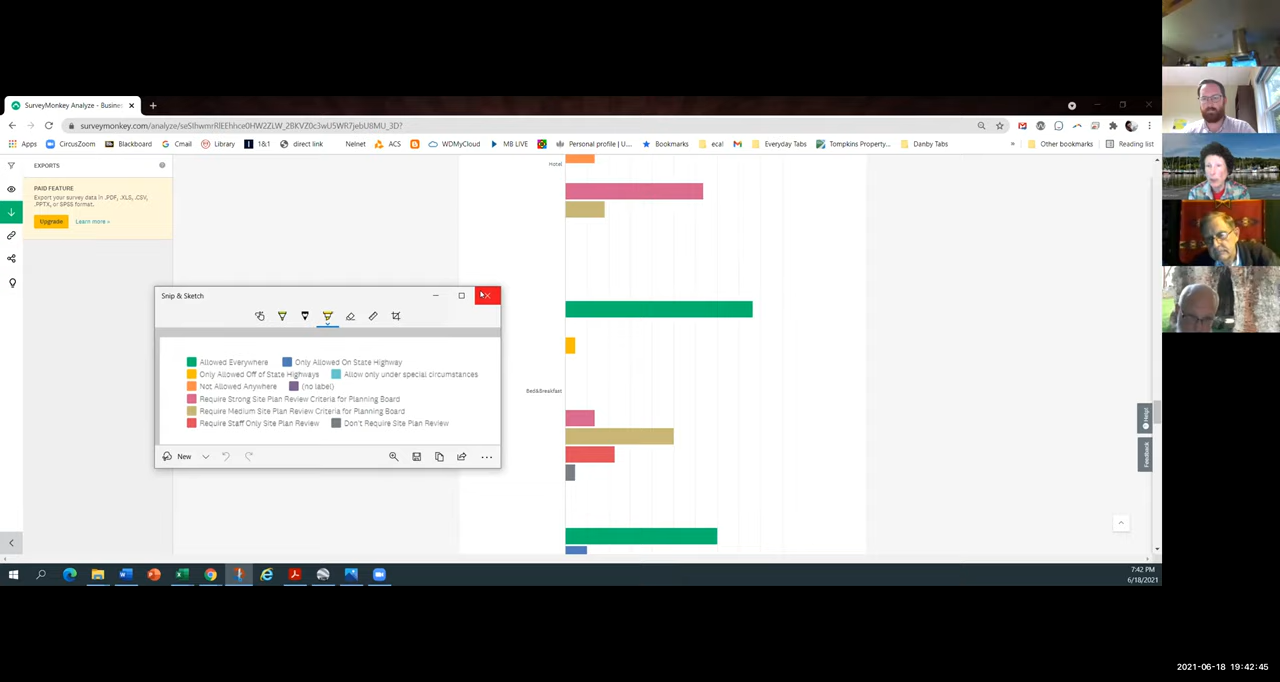 SurveyMonkey Analyze - Busine
surveymonkey.com/analyze/
Apps CircusZoom Blackboard Gmail Library 1&1 direct link Nelnet ACS WDMyCloud MB LIVE Personal profile | U... Bookmarks ecal Everyday Tabs Tompkins Property... Danby Tabs » Other bookmarks Reading list
EXPORTS
PAID FEATURE
Export your survey data in .PDF, .XLS, .CSV,
.PPTX, or SPSS format.
Upgrade Learn more »
Hotel
Snip & Sketch
Allowed Everywhere Only Allowed On State Highway
Only Allowed Off of State Highways Allow only under special circumstances
Not Allowed Anywhere (no label)
Require Strong Site Plan Review Criteria for Planning Board
Require Medium Site Plan Review Criteria for Planning Board
Require Staff Only Site Plan Review Don't Require Site Plan Review
New
Bed&Breakfast
Help!
Feedback
7:42 PM
6/18/2021
2021-06-18 19:42:45